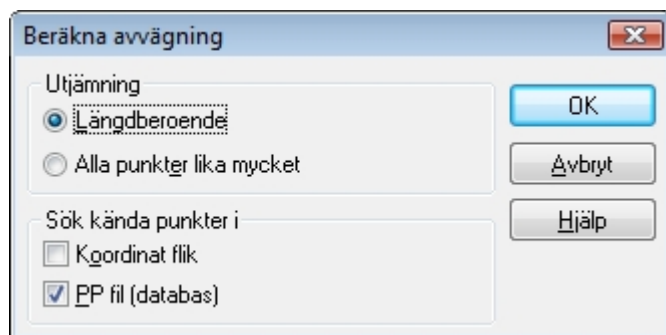 Beräkna avvägning
Utjämning
Längdberoende
Alla punkter lika mycket
Sök kända punkter i
Koordinat flik
PP fil (databas)
OK
Avbryt
Hjälp